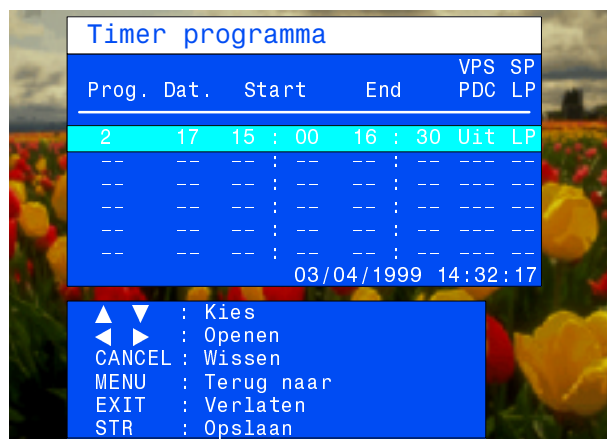 Timer programma
VPS SP
Prog. Dat. Start End PDC LP
2 17 15 : 00 16 : 30 Uit LP
-- -- -- : -- -- : -- --- --
-- -- -- : -- -- : -- --- --
-- -- -- : -- -- : -- --- --
-- -- -- : -- -- : -- --- --
-- -- -- : -- -- : -- --- --
03/04/1999 14:32:17
▲ ▼ : Kies
◀ ▶ : Openen
CANCEL : Wissen
MENU : Terug naar
EXIT : Verlaten
STR : Opslaan